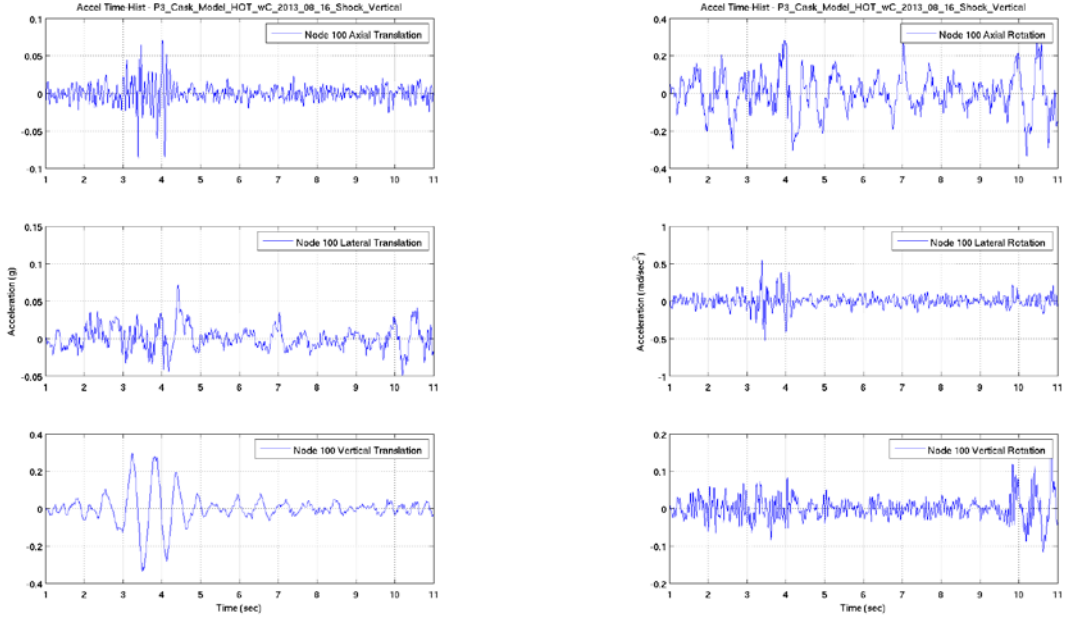 Accel Time Hist - P3_Cnsk_Model_HOT_wC_2013_08_16_Shock_Vertical
0.1
0.05
0
-0.05
-0.1
Node 100 Axial Translation
1 2 3 4 5 6 7 8 9 10 11
0.15
0.1
0.05
0
-0.05
Acceleration (g)
Node 100 Lateral Translation
1 2 3 4 5 6 7 8 9 10 11
0.4
0.2
0
-0.2
-0.4
Node 100 Vertical Translation
1 2 3 4 5 6 7 8 9 10 11
Time (sec)
Accel Time Hist - P3_Cnsk_Model_HOT_wC_2013_08_16_Shock_Vertical
0.4
0.2
0
-0.2
-0.4
Node 100 Axial Rotation
1 2 3 4 5 6 7 8 9 10 11
1
0.5
0
-0.5
-1
Acceleration (rad/sec²)
Node 100 Lateral Rotation
1 2 3 4 5 6 7 8 9 10 11
0.2
0.1
0
-0.1
0.2
Node 100 Vertical Rotation
1 2 3 4 5 6 7 8 9 10 11
Time (sec)